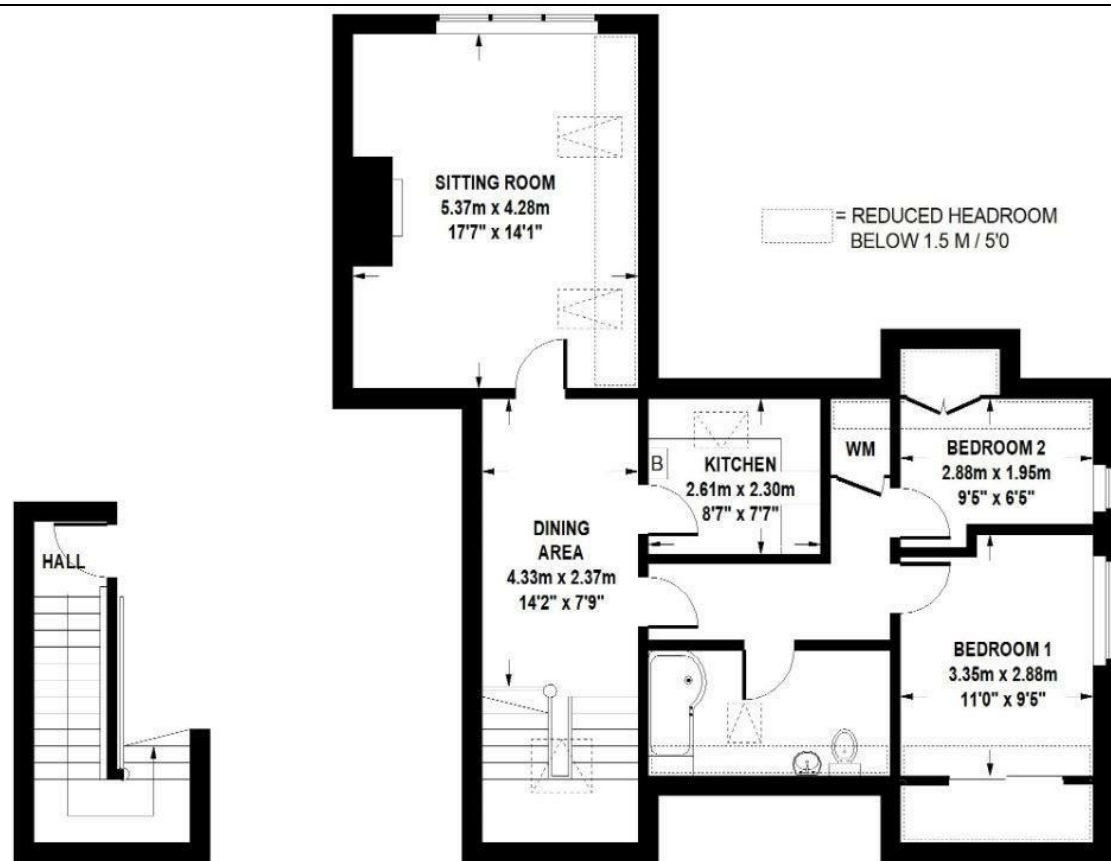 SITTING ROOM
5.37m x 4.28m
17'7" x 14'1"
= REDUCED HEADROOM
BELOW 1.5 M / 5'0
WM
BEDROOM 2
2.88m x 1.95m
9'5" x 6'5"
B
KITCHEN
2.61m x 2.30m
8'7" x 7'7"
DINING
AREA
4.33m x 2.37m
14'2" x 7'9"
HALL
BEDROOM 1
3.35m x 2.88m
11'0" x 9'5"